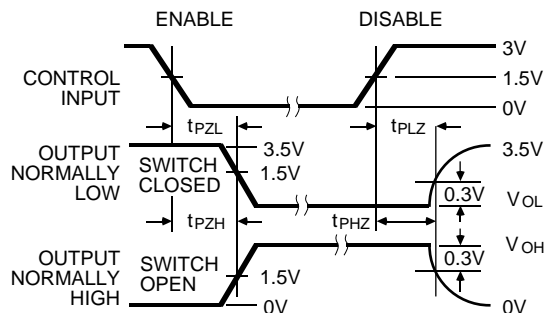 ENABLE DISABLE
3V
CONTROL INPUT 1.5V
0V
tPZL tPLZ
OUTPUT NORMALLY LOW
SWITCH CLOSED
3.5V
1.5V
3.5V
0.3V
VOL
tPZH tPHZ
VOH
OUTPUT NORMALLY HIGH
SWITCH OPEN
0.3V
1.5V
0V
0V